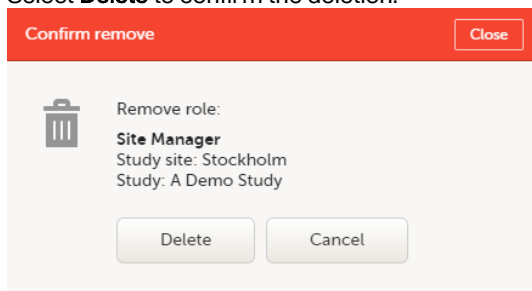 Select Delete to confirm the deletion.
Confirm remove
Close
Remove role:
Site Manager
Study site: Stockholm
Study: A Demo Study
Delete
Cancel